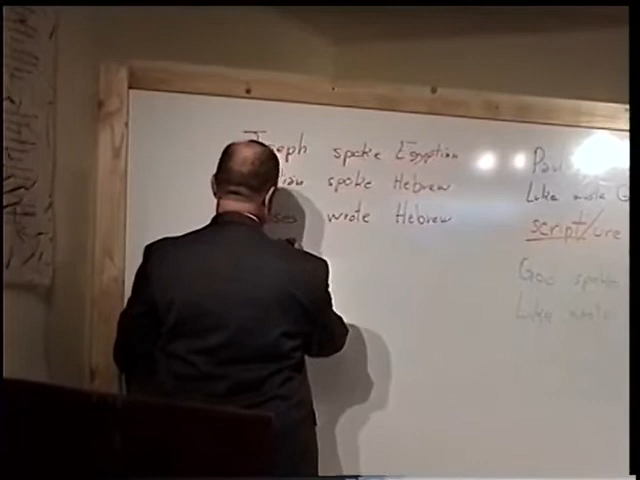 Joseph spoke Egyptian
spoke Hebrew
wrote Hebrew
Paul
Luke wrote G
script/ure
God spoke
Luke wrote